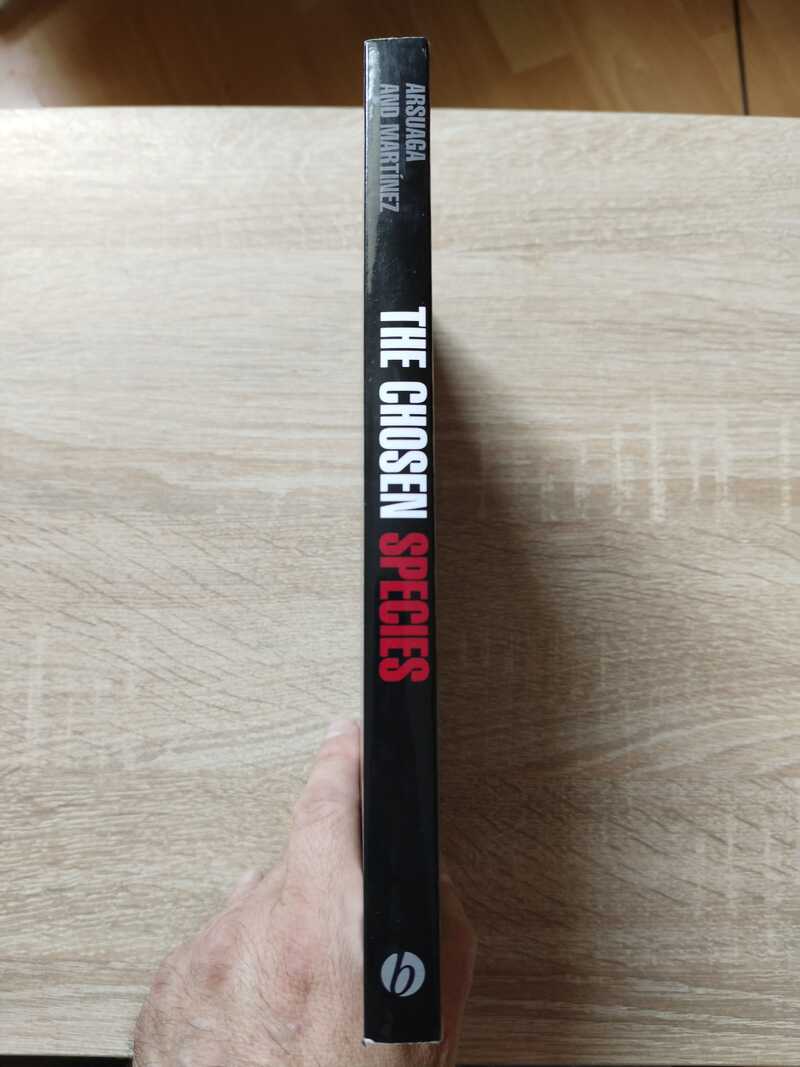 ARSUAGA
AND MARTÍNEZ
THE CHOSEN SPECIES
b